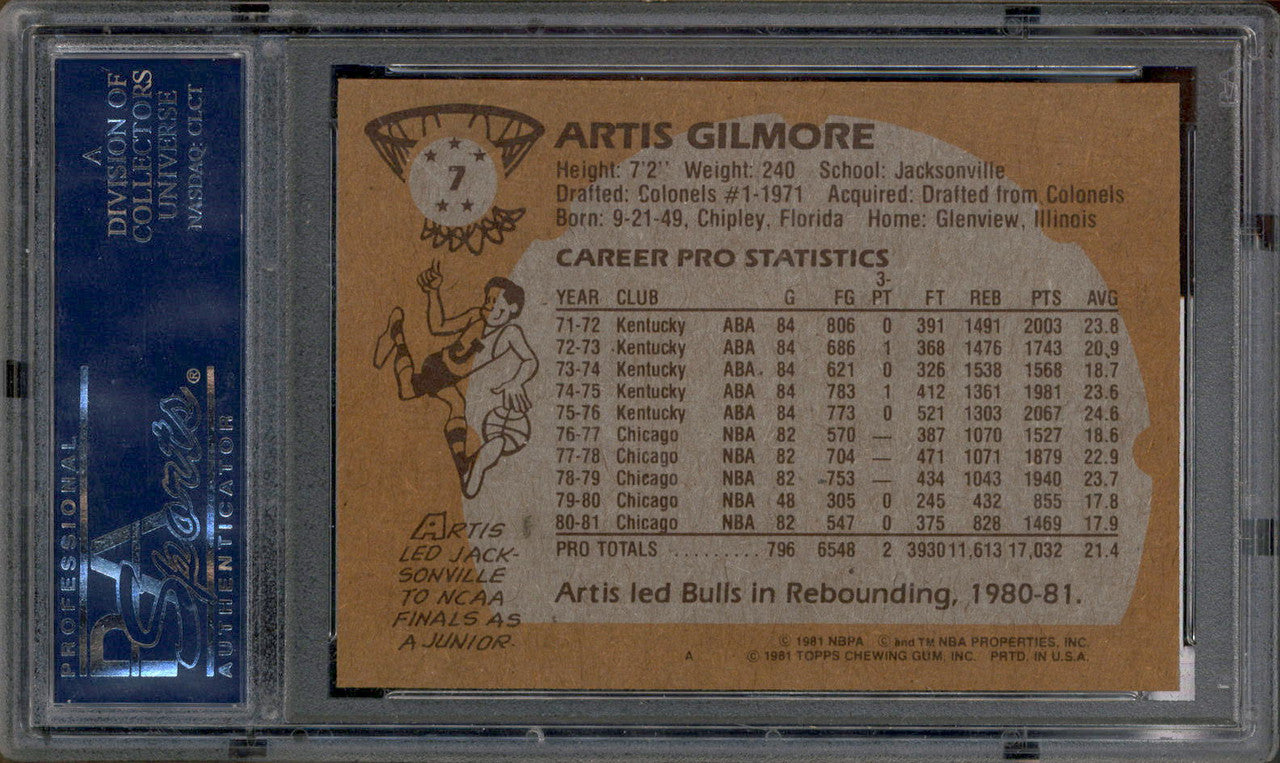 A
DIVISION OF
COLLECTORS
UNIVERSE
NASDAQ: CLCT
PROFESSIONAL
PSA
Sports®
AUTHENTICATOR
7
ARTIS GILMORE
Height: 7'2" Weight: 240 School: Jacksonville
Drafted: Colonels #1-1971 Acquired: Drafted from Colonels
Born: 9-21-49, Chipley, Florida Home: Glenview, Illinois
CAREER PRO STATISTICS
YEAR CLUB G FG 3-PT FT REB PTS AVG
71-72 Kentucky ABA 84 806 0 391 1491 2003 23.8
72-73 Kentucky ABA 84 686 1 368 1476 1743 20.9
73-74 Kentucky ABA 84 621 0 326 1538 1568 18.7
74-75 Kentucky ABA 84 783 1 412 1361 1981 23.6
75-76 Kentucky ABA 84 773 0 521 1303 2067 24.6
76-77 Chicago NBA 82 570 — 387 1070 1527 18.6
77-78 Chicago NBA 82 704 — 471 1071 1879 22.9
78-79 Chicago NBA 82 753 — 434 1043 1940 23.7
79-80 Chicago NBA 48 305 0 245 432 855 17.8
80-81 Chicago NBA 82 547 0 375 828 1469 17.9
PRO TOTALS .......... 796 6548 2 3930 11,613 17,032 21.4
Artis led Bulls in Rebounding, 1980-81.
ARTIS
LED JACK-
SONVILLE
TO NCAA
FINALS AS
A JUNIOR.
© 1981 NBPA © and TM NBA PROPERTIES, INC.
A © 1981 TOPPS CHEWING GUM, INC. PRTD. IN U.S.A.